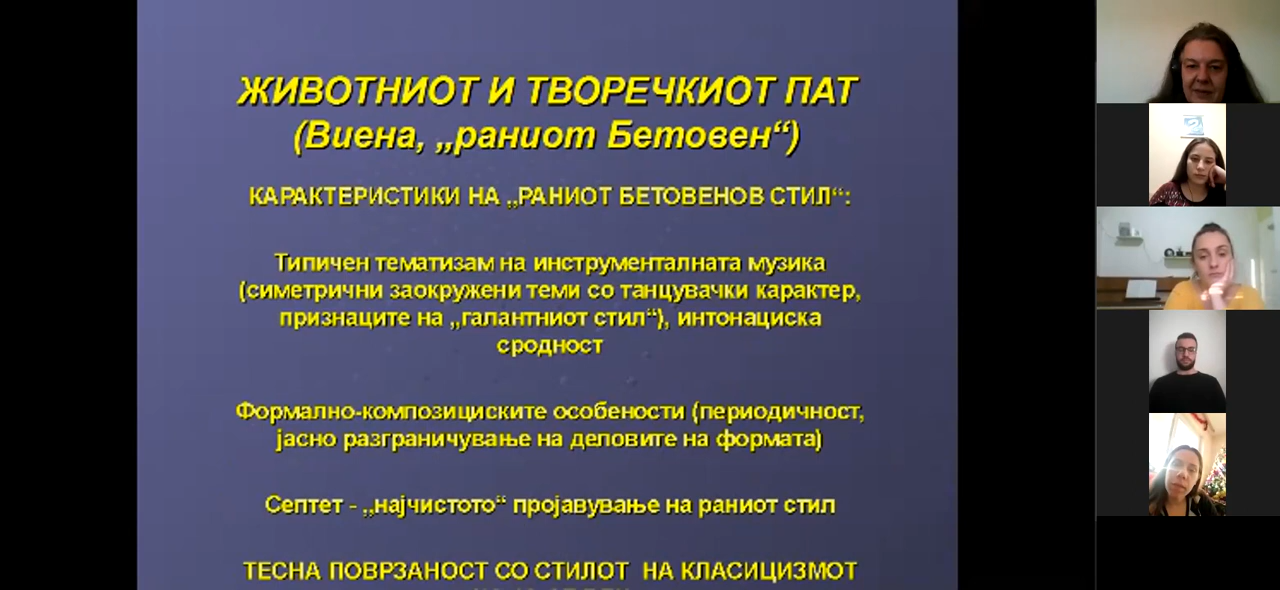 ЖИВОТНИОТ И ТВОРЕЧКИОТ ПАТ
(Виена, „раниот Бетовен“)
КАРАКТЕРИСТИКИ НА „РАНИОТ БЕТОВЕНОВ СТИЛ“:
Типичен тематизам на инструменталната музика
(симетрични заокружени теми со танцувачки карактер,
признаците на „галантниот стил“), интонациска
сродност
Формално-композициските особености (периодичност,
јасно разграничување на деловите на формата)
Септет - „најчистото“ пројавување на раниот стил
ТЕСНА ПОВРЗАНОСТ СО СТИЛОТ НА КЛАСИЦИЗМОТ